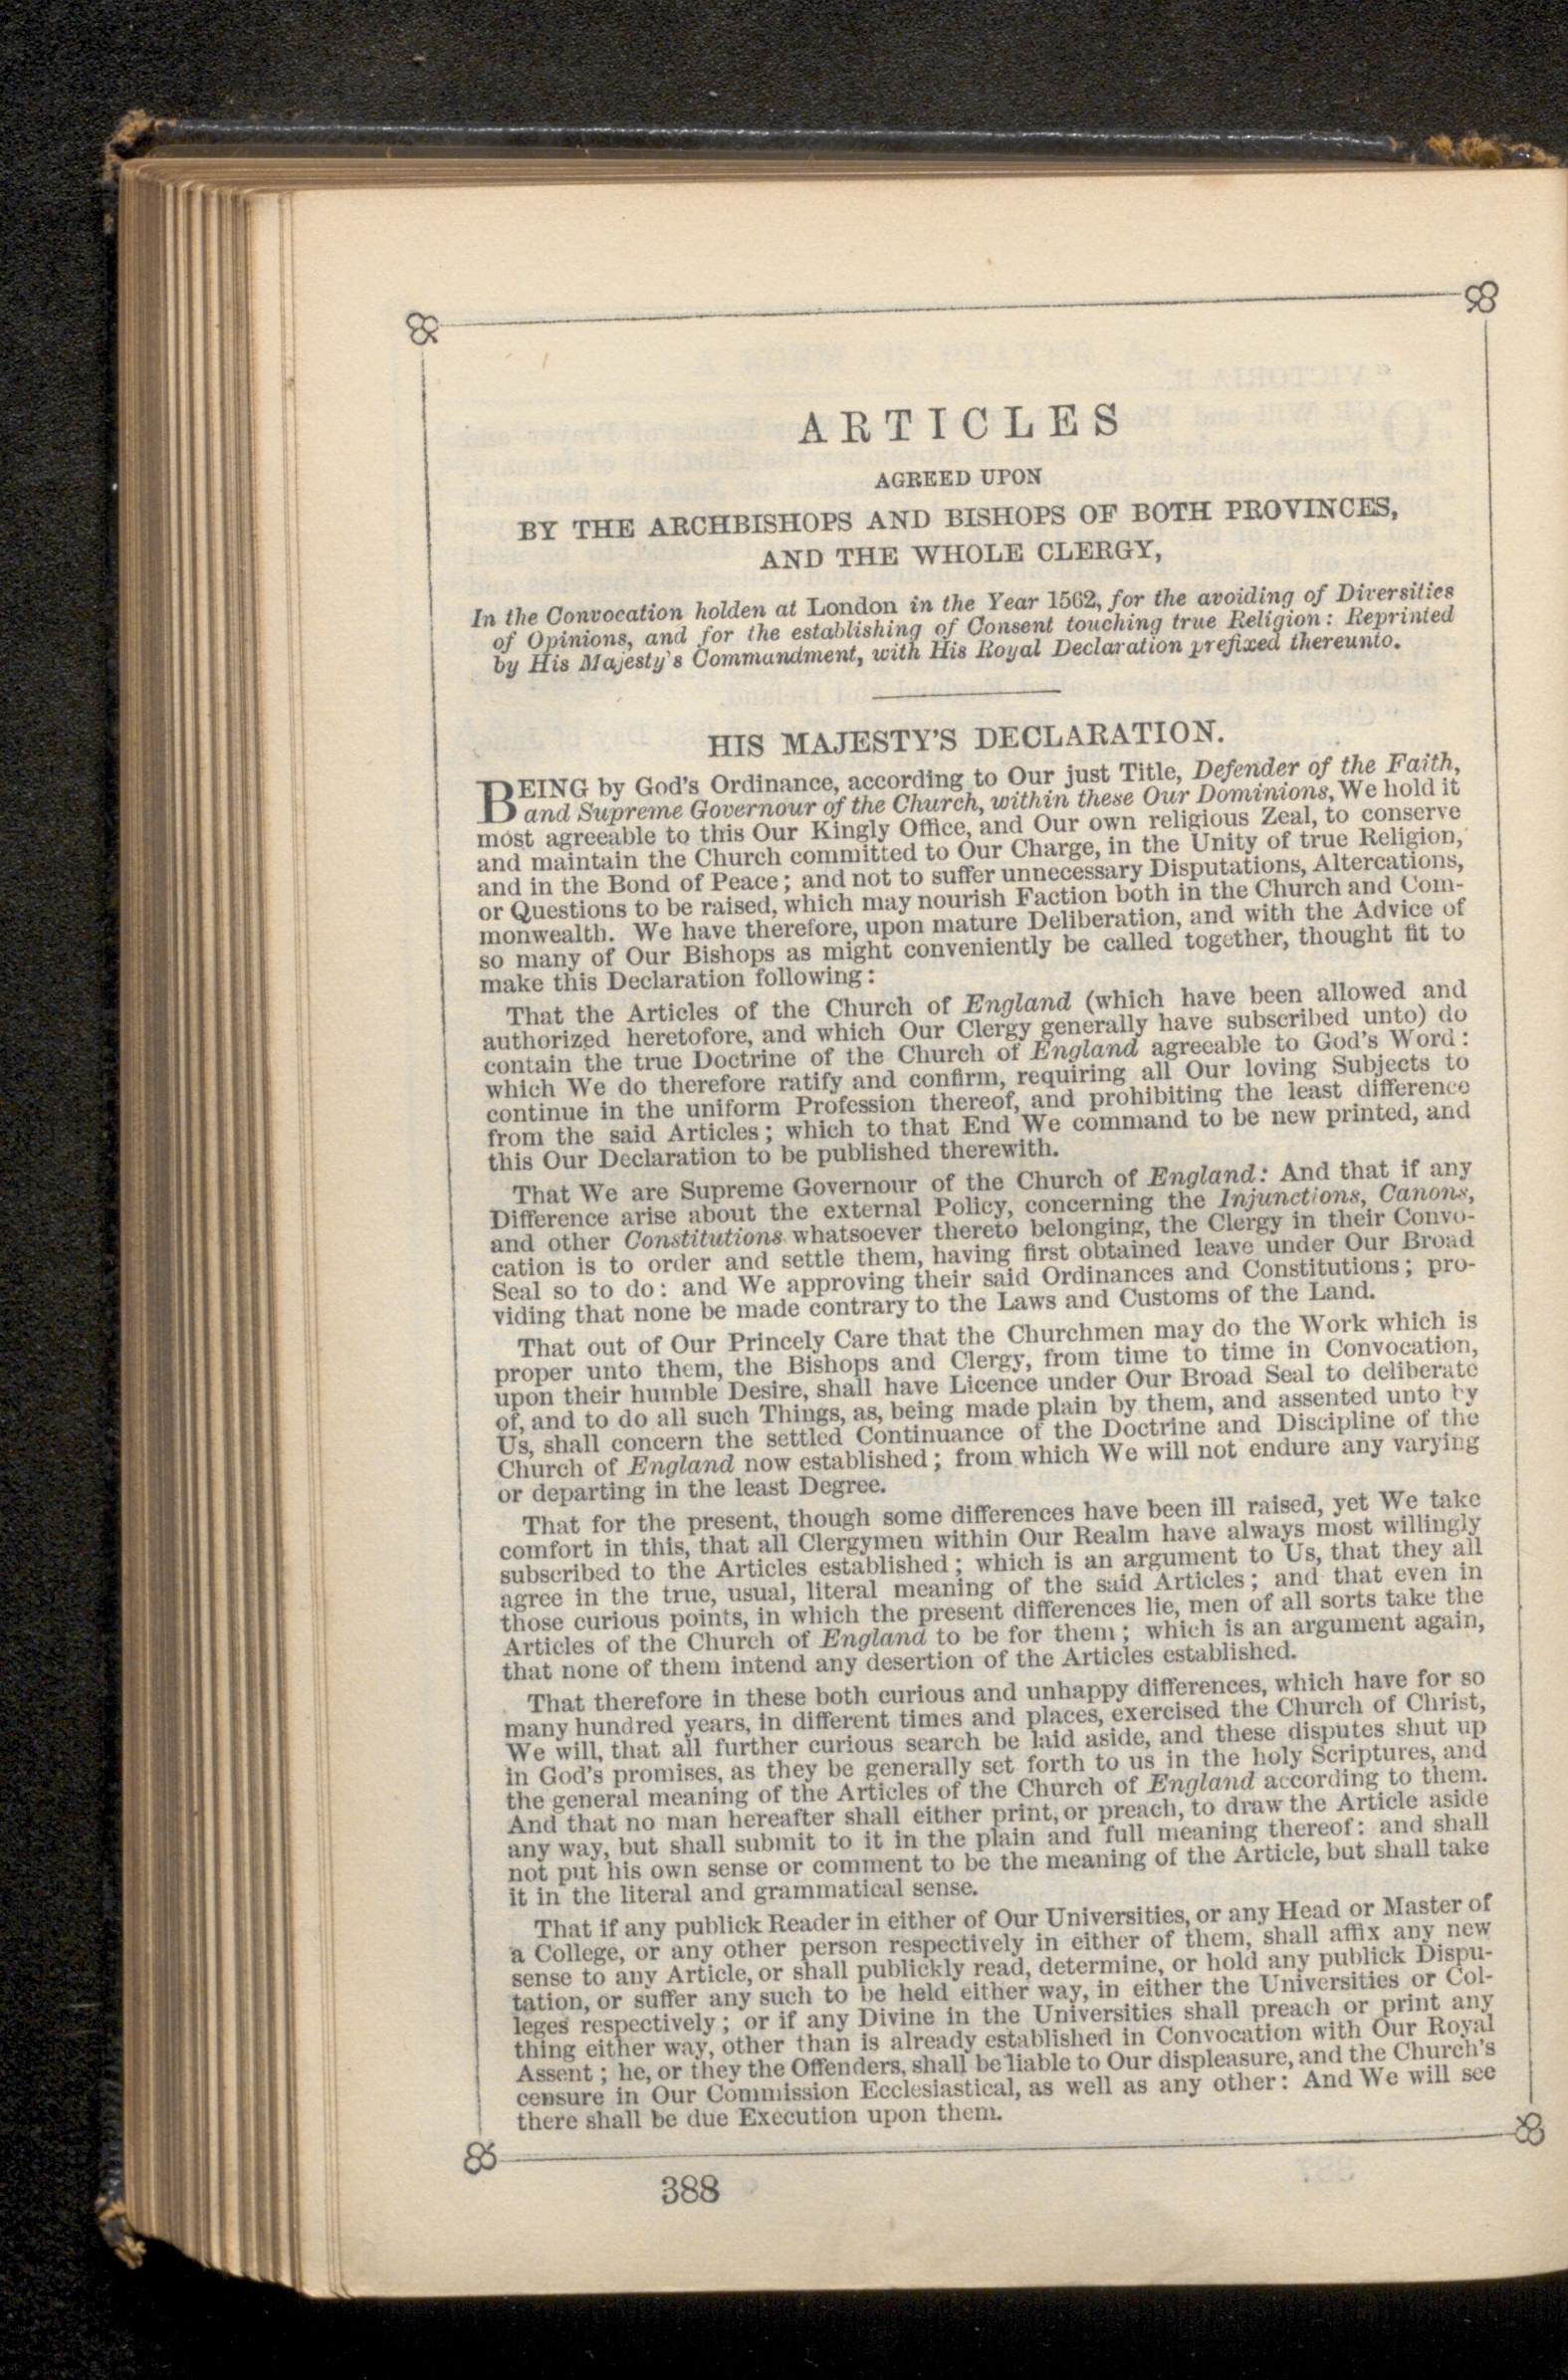 ARTICLES
AGREED UPON
BY THE ARCHBISHOPS AND BISHOPS OF BOTH PROVINCES,
AND THE WHOLE CLERGY,
In the Convocation holden at London in the Year 1562, for the avoiding of Diversities
of Opinions, and for the establishing of Consent touching true Religion: Reprinted
by His Majesty's Commandment, with His Royal Declaration prefixed thereunto.
HIS MAJESTY'S DECLARATION.
BEING by God's Ordinance, according to Our just Title, Defender of the Faith,
and Supreme Governour of the Church, within these Our Dominions, We hold it
most agreeable to this Our Kingly Office, and Our own religious Zeal, to conserve
and maintain the Church committed to Our Charge, in the Unity of true Religion,
and in the Bond of Peace; and not to suffer unnecessary Disputations, Altercations,
or Questions to be raised, which may nourish Faction both in the Church and Com-
monwealth. We have therefore, upon mature Deliberation, and with the Advice of
so many of Our Bishops as might conveniently be called together, thought fit to
make this Declaration following:
That the Articles of the Church of England (which have been allowed and
authorized heretofore, and which Our Clergy generally have subscribed unto) do
contain the true Doctrine of the Church of England agreeable to God's Word:
which We do therefore ratify and confirm, requiring all Our loving Subjects to
continue in the uniform Profession thereof, and prohibiting the least difference
from the said Articles; which to that End We command to be new printed, and
this Our Declaration to be published therewith.
That We are Supreme Governour of the Church of England: And that if any
Difference arise about the external Policy, concerning the Injunctions, Canons,
and other Constitutions whatsoever thereto belonging, the Clergy in their Convo-
cation is to order and settle them, having first obtained leave under Our Broad
Seal so to do: and We approving their said Ordinances and Constitutions; pro-
viding that none be made contrary to the Laws and Customs of the Land.
That out of Our Princely Care that the Churchmen may do the Work which is
proper unto them, the Bishops and Clergy, from time to time in Convocation,
upon their humble Desire, shall have Licence under Our Broad Seal to deliberate
of, and to do all such Things, as, being made plain by them, and assented unto by
Us, shall concern the settled Continuance of the Doctrine and Discipline of the
Church of England now established; from which We will not endure any varying
or departing in the least Degree.
That for the present, though some differences have been ill raised, yet We take
comfort in this, that all Clergymen within Our Realm have always most willingly
subscribed to the Articles established; which is an argument to Us, that they all
agree in the true, usual, literal meaning of the said Articles; and that even in
those curious points, in which the present differences lie, men of all sorts take the
Articles of the Church of England to be for them; which is an argument again,
that none of them intend any desertion of the Articles established.
That therefore in these both curious and unhappy differences, which have for so
many hundred years, in different times and places, exercised the Church of Christ,
We will, that all further curious search be laid aside, and these disputes shut up
in God's promises, as they be generally set forth to us in the holy Scriptures, and
the general meaning of the Articles of the Church of England according to them.
And that no man hereafter shall either print, or preach, to draw the Article aside
any way, but shall submit to it in the plain and full meaning thereof: and shall
not put his own sense or comment to be the meaning of the Article, but shall take
it in the literal and grammatical sense.
That if any publick Reader in either of Our Universities, or any Head or Master of
a College, or any other person respectively in either of them, shall affix any new
sense to any Article, or shall publickly read, determine, or hold any publick Dispu-
tation, or suffer any such to be held either way, in either the Universities or Col-
leges respectively; or if any Divine in the Universities shall preach or print any
thing either way, other than is already established in Convocation with Our Royal
Assent; he, or they the Offenders, shall be liable to Our displeasure, and the Church's
censure in Our Commission Ecclesiastical, as well as any other: And We will see
there shall be due Execution upon them.
388